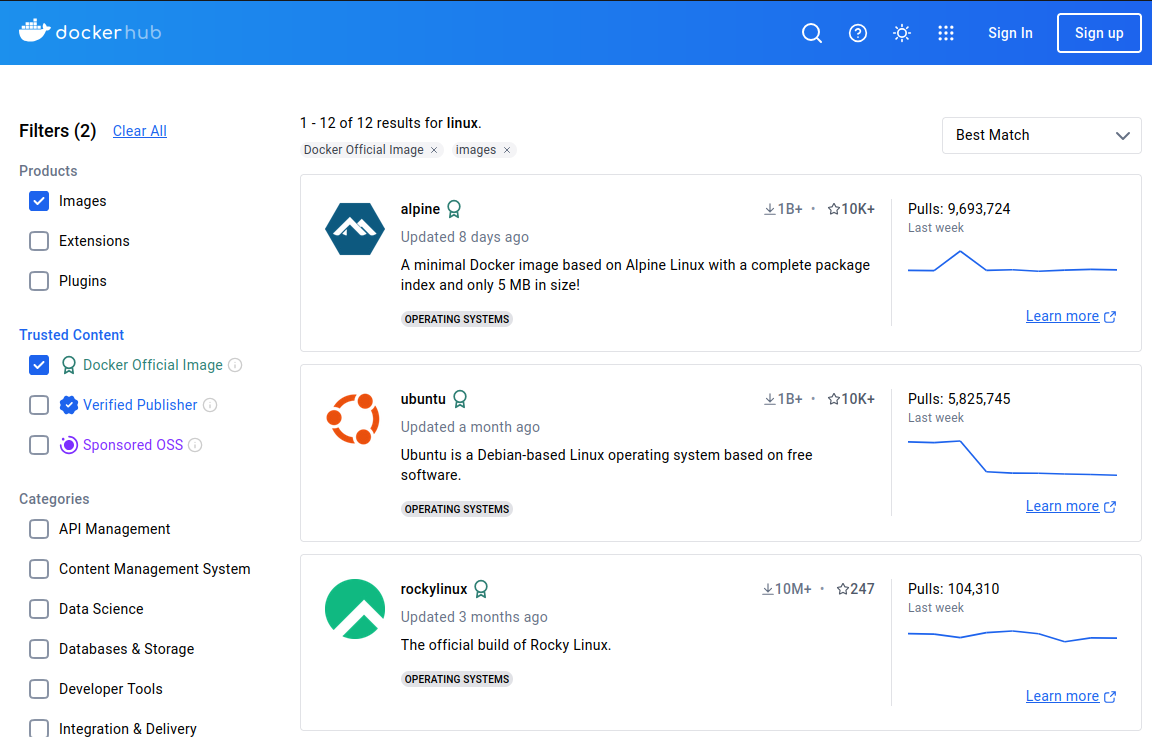 dockerhub
Sign In
Sign up
Filters (2)
Clear All
Products
Images
Extensions
Plugins
Trusted Content
Docker Official Image
Verified Publisher
Sponsored OSS
Categories
API Management
Content Management System
Data Science
Databases & Storage
Developer Tools
Integration & Delivery
1 - 12 of 12 results for linux.
Docker Official Image
images
Best Match
alpine
1B+ • 10K+
Updated 8 days ago
A minimal Docker image based on Alpine Linux with a complete package
index and only 5 MB in size!
OPERATING SYSTEMS
Pulls: 9,693,724
Last week
Learn more
ubuntu
1B+ • 10K+
Updated a month ago
Ubuntu is a Debian-based Linux operating system based on free
software.
OPERATING SYSTEMS
Pulls: 5,825,745
Last week
Learn more
rockylinux
10M+ • 247
Updated 3 months ago
The official build of Rocky Linux.
OPERATING SYSTEMS
Pulls: 104,310
Last week
Learn more